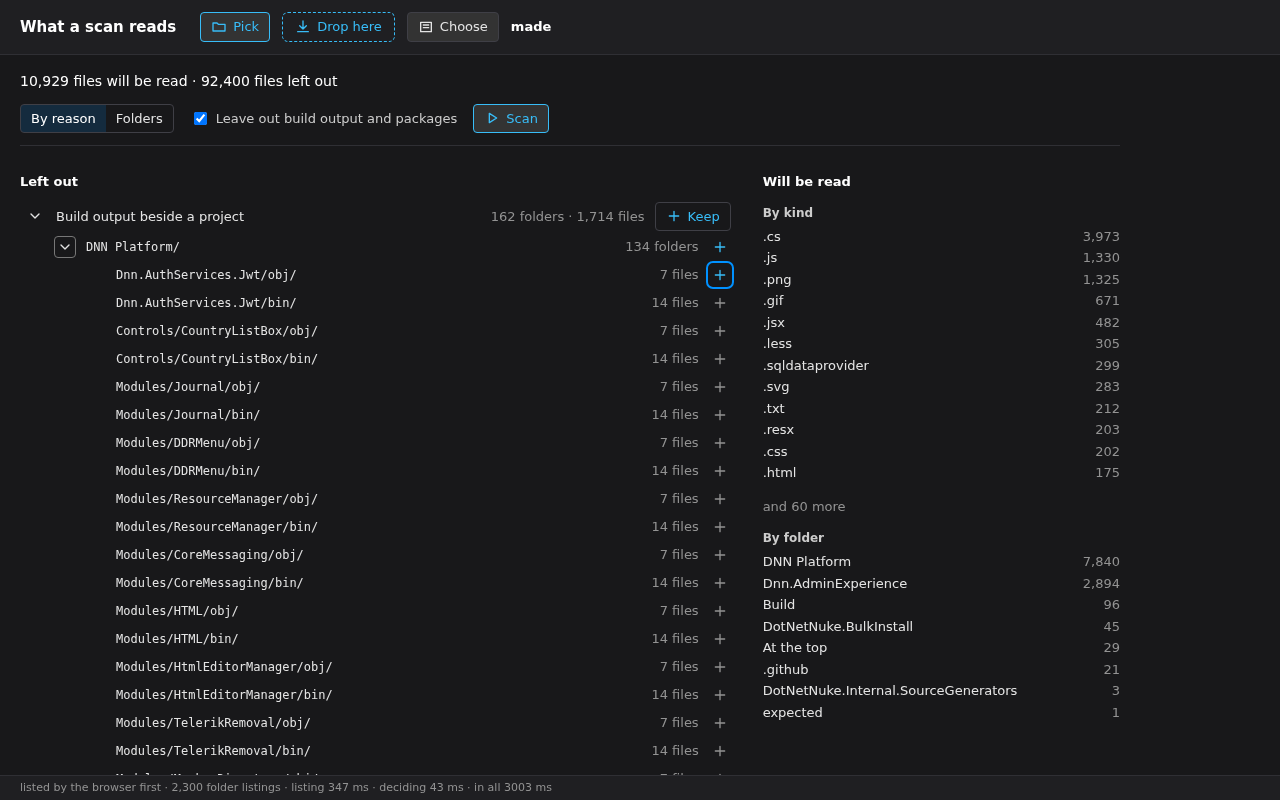 What a scan reads Pick Drop here Choose made
10,929 files will be read · 92,400 files left out
By reason Folders Leave out build output and packages Scan
Left out
Build output beside a project 162 folders · 1,714 files Keep
DNN Platform/ 134 folders
Dnn.AuthServices.Jwt/obj/ 7 files
Dnn.AuthServices.Jwt/bin/ 14 files
Controls/CountryListBox/obj/ 7 files
Controls/CountryListBox/bin/ 14 files
Modules/Journal/obj/ 7 files
Modules/Journal/bin/ 14 files
Modules/DDRMenu/obj/ 7 files
Modules/DDRMenu/bin/ 14 files
Modules/ResourceManager/obj/ 7 files
Modules/ResourceManager/bin/ 14 files
Modules/CoreMessaging/obj/ 7 files
Modules/CoreMessaging/bin/ 14 files
Modules/HTML/obj/ 7 files
Modules/HTML/bin/ 14 files
Modules/HtmlEditorManager/obj/ 7 files
Modules/HtmlEditorManager/bin/ 14 files
Modules/TelerikRemoval/obj/ 7 files
Modules/TelerikRemoval/bin/ 14 files
Will be read
By kind
.cs 3,973
.js 1,330
.png 1,325
.gif 671
.jsx 482
.less 305
.sqldataprovider 299
.svg 283
.txt 212
.resx 203
.css 202
.html 175
and 60 more
By folder
DNN Platform 7,840
Dnn.AdminExperience 2,894
Build 96
DotNetNuke.BulkInstall 45
At the top 29
.github 21
DotNetNuke.Internal.SourceGenerators 3
expected 1
listed by the browser first · 2,300 folder listings · listing 347 ms · deciding 43 ms · in all 3003 ms